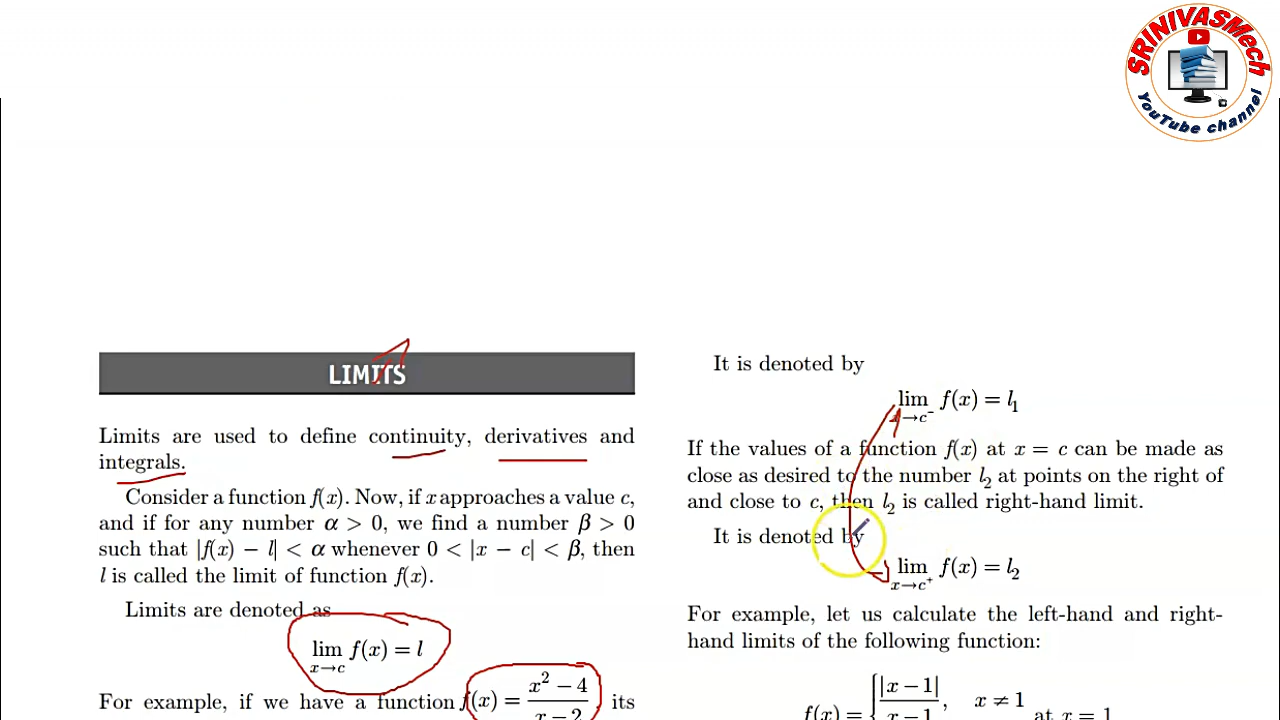 SRINIVASMech
YouTube channel
LIMITS
Limits are used to define continuity, derivatives and
integrals.
Consider a function f(x). Now, if x approaches a value c,
and if for any number α > 0, we find a number β > 0
such that |f(x) − l| < α whenever 0 < |x − c| < β, then
l is called the limit of function f(x).
Limits are denoted as
lim f(x) = l
x→c
For example, if we have a function f(x) = x² − 4 its
x − 2
It is denoted by
lim f(x) = l₁
x→c⁻
If the values of a function f(x) at x = c can be made as
close as desired to the number l₂ at points on the right of
and close to c, then l₂ is called right-hand limit.
It is denoted by
lim f(x) = l₂
x→c⁺
For example, let us calculate the left-hand and right-
hand limits of the following function:
f(x) = { |x − 1| , x ≠ 1
x − 1 at x = 1